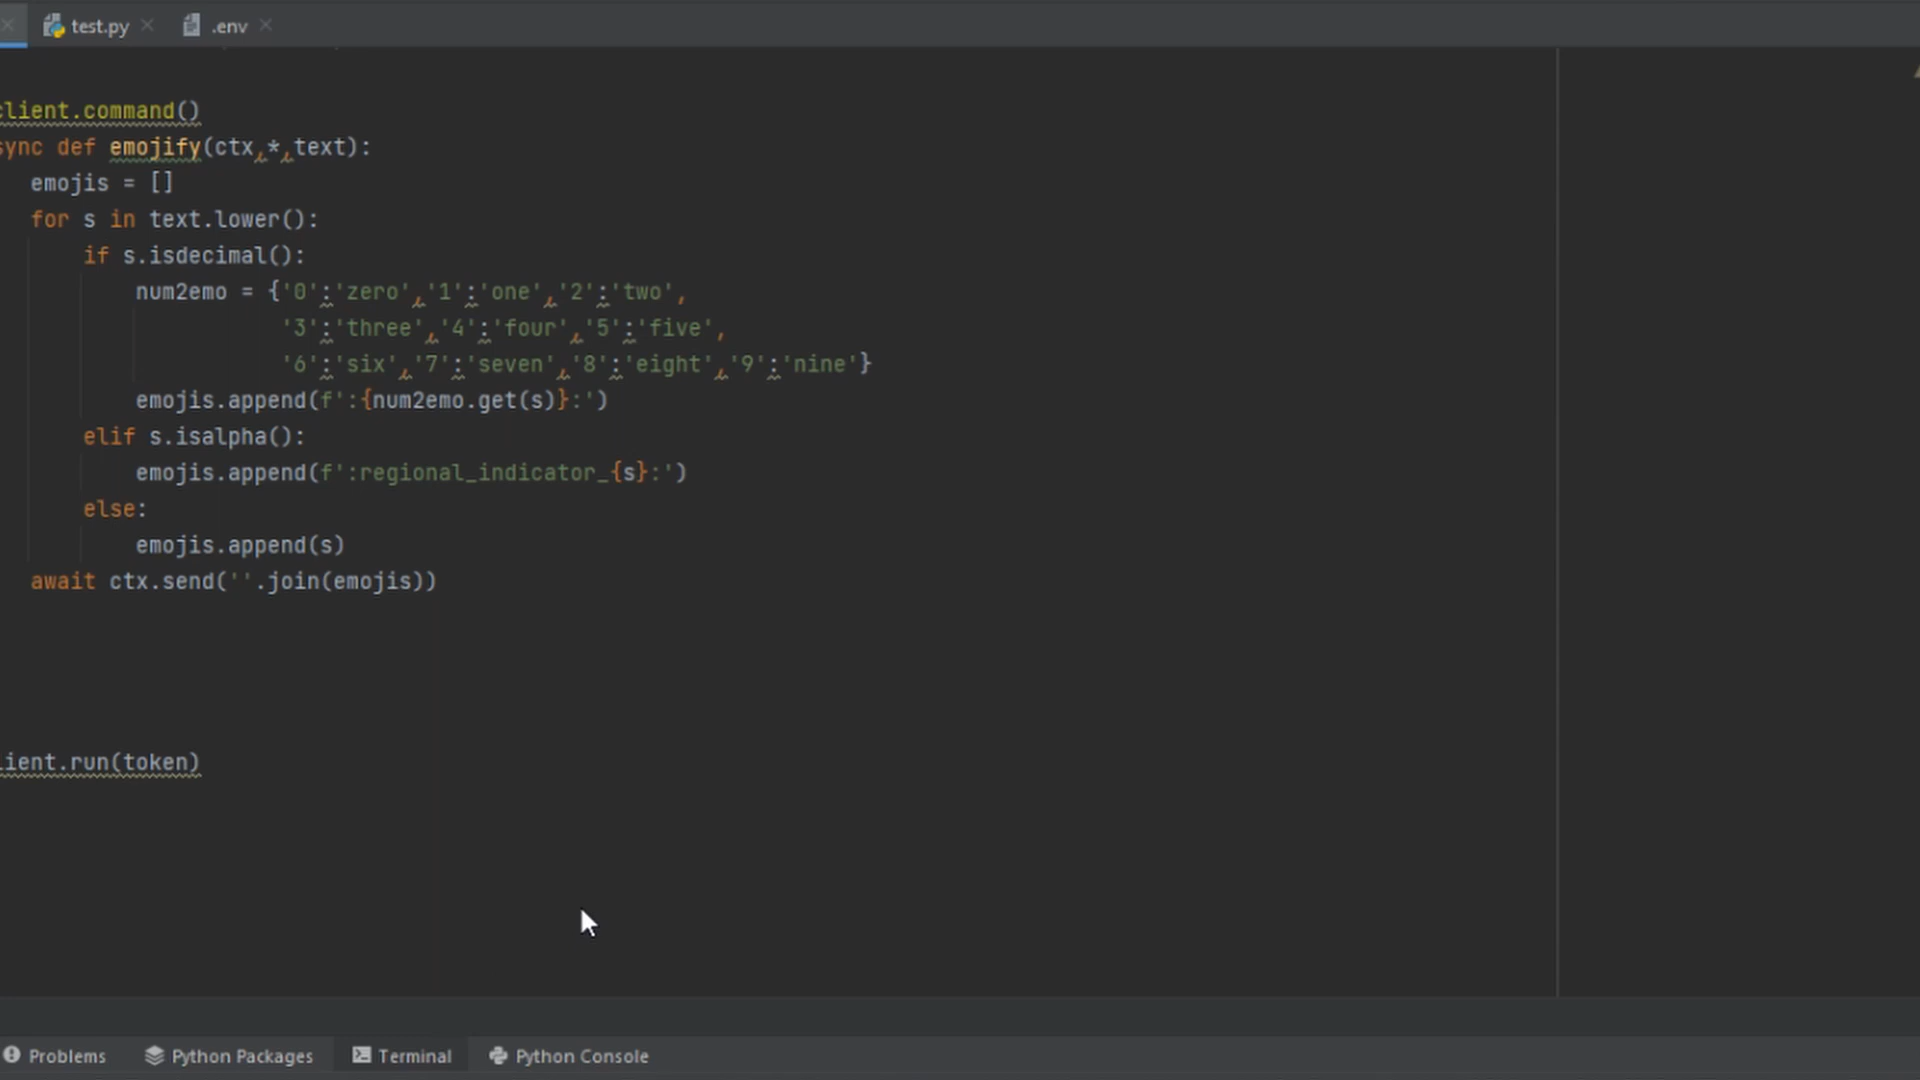 test.py .env
client.command()
sync def emojify(ctx,*,text):
emojis = []
for s in text.lower():
if s.isdecimal():
num2emo = {'0':'zero','1':'one','2':'two',
'3':'three','4':'four','5':'five',
'6':'six','7':'seven','8':'eight','9':'nine'}
emojis.append(f':{num2emo.get(s)}:')
elif s.isalpha():
emojis.append(f':regional_indicator_{s}:')
else:
emojis.append(s)
await ctx.send(''.join(emojis))
lient.run(token)
Problems Python Packages Terminal Python Console